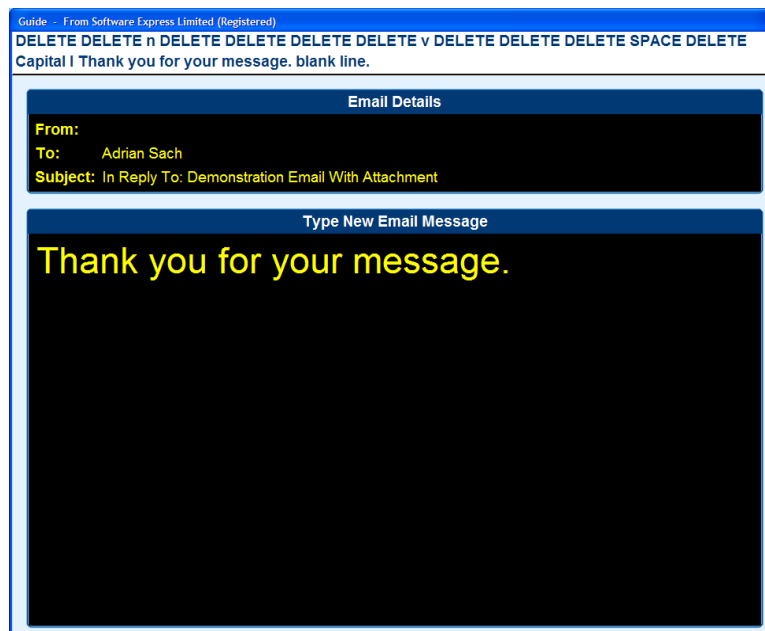 Guide - From Software Express Limited (Registered)
DELETE DELETE n DELETE DELETE DELETE DELETE v DELETE DELETE DELETE SPACE DELETE
Capital I Thank you for your message. blank line.
Email Details
From:
To: Adrian Sach
Subject: In Reply To: Demonstration Email With Attachment
Type New Email Message
Thank you for your message.